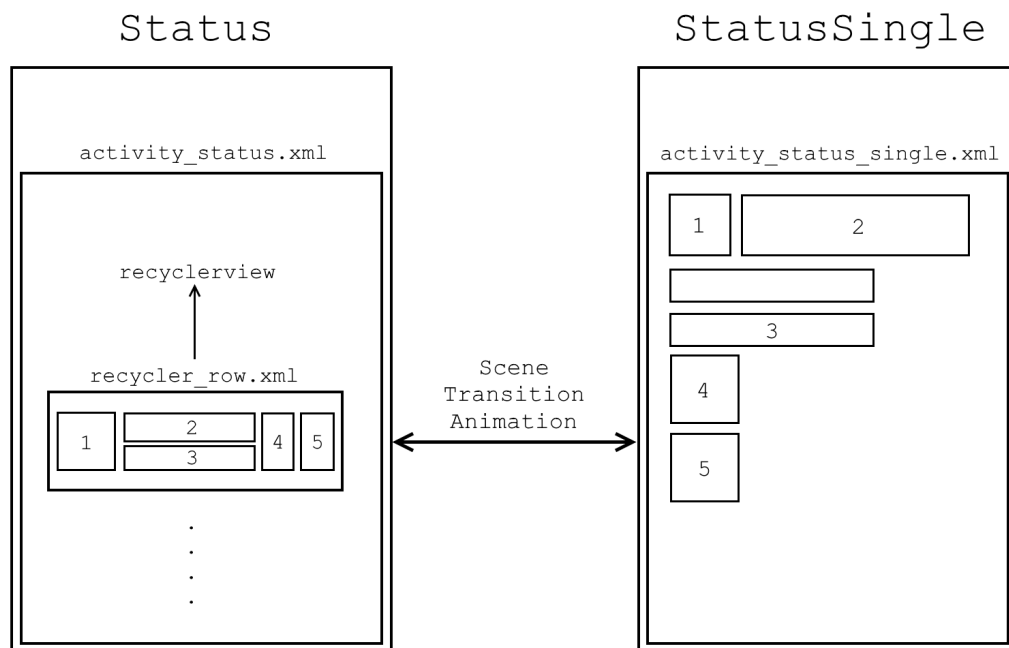 Status
StatusSingle
activity_status.xml
activity_status_single.xml
1
2
recyclerview
3
recycler_row.xml
Scene
Transition
Animation
4
1
2
3
4
5
5